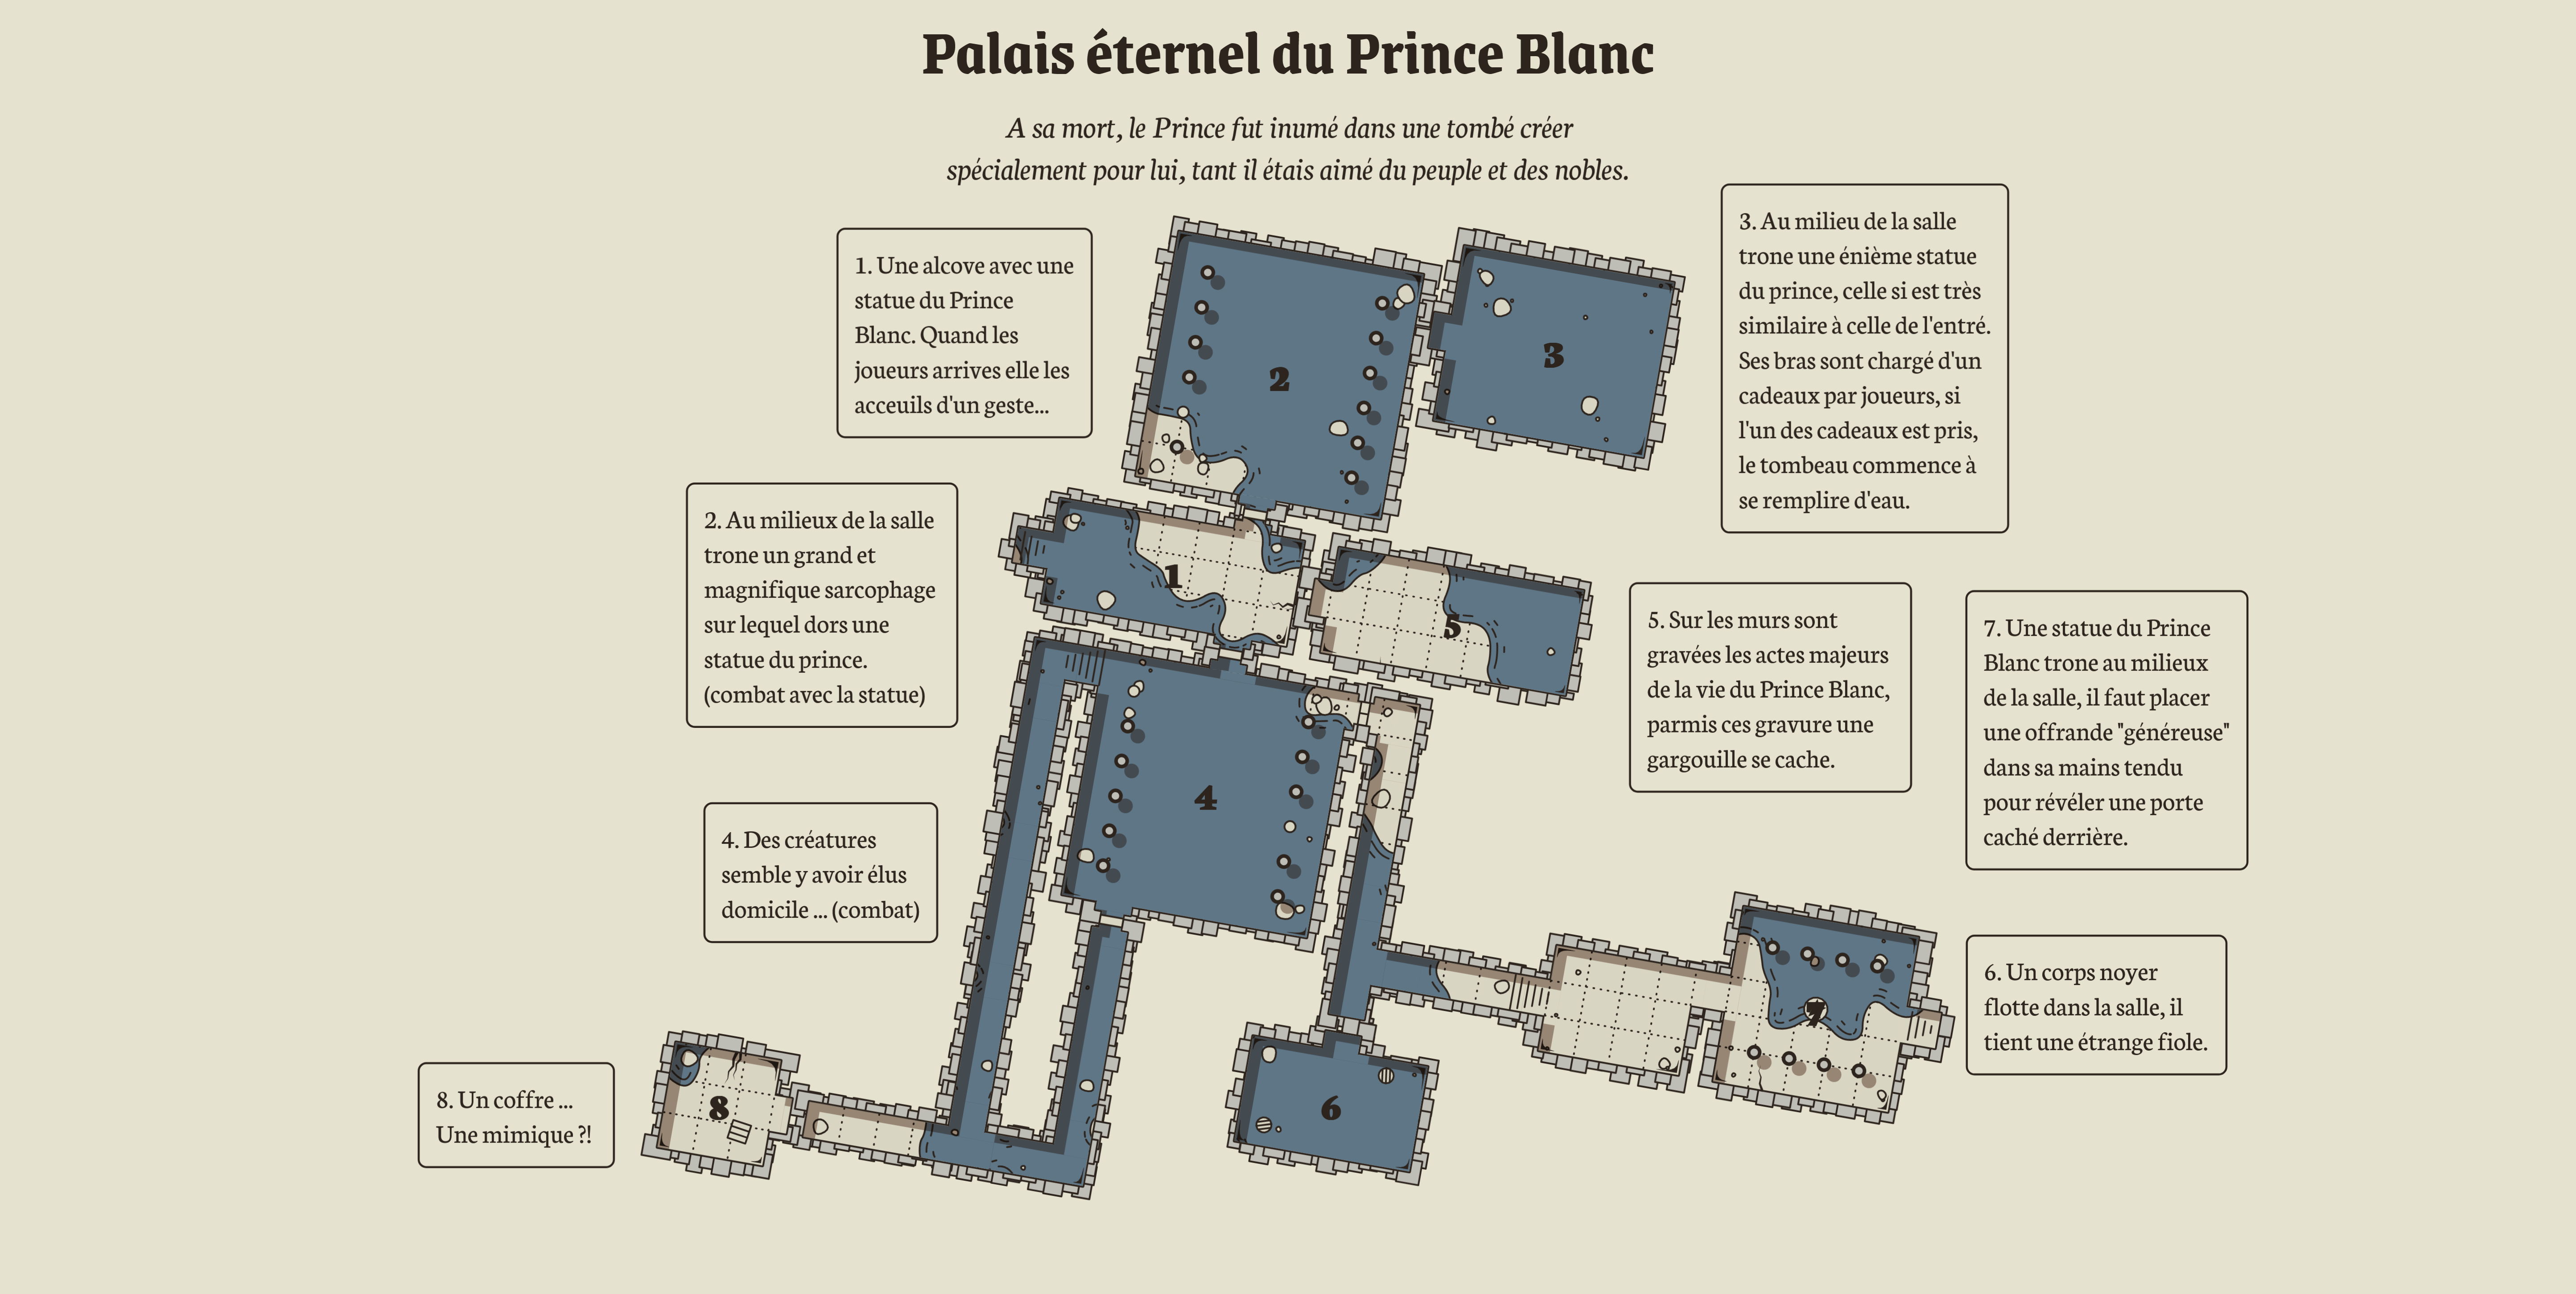 Palais éternel du Prince Blanc
A sa mort, le Prince fut inumé dans une tombé créer
spécialement pour lui, tant il étais aimé du peuple et des nobles.
1. Une alcove avec une
statue du Prince
Blanc. Quand les
joueurs arrives elle les
acceuils d'un geste...
2. Au milieux de la salle
trone un grand et
magnifique sarcophage
sur lequel dors une
statue du prince.
(combat avec la statue)
3. Au milieu de la salle
trone une énième statue
du prince, celle si est très
similaire à celle de l'entré.
Ses bras sont chargé d'un
cadeaux par joueurs, si
l'un des cadeaux est pris,
le tombeau commence à
se remplire d'eau.
4. Des créatures
semble y avoir élus
domicile ... (combat)
5. Sur les murs sont
gravées les actes majeurs
de la vie du Prince Blanc,
parmis ces gravure une
gargouille se cache.
7. Une statue du Prince
Blanc trone au milieux
de la salle, il faut placer
une offrande "généreuse"
dans sa mains tendu
pour révéler une porte
caché derrière.
6. Un corps noyer
flotte dans la salle, il
tient une étrange fiole.
8. Un coffre ...
Une mimique ?!
2
3
1
5
4
7
8
6